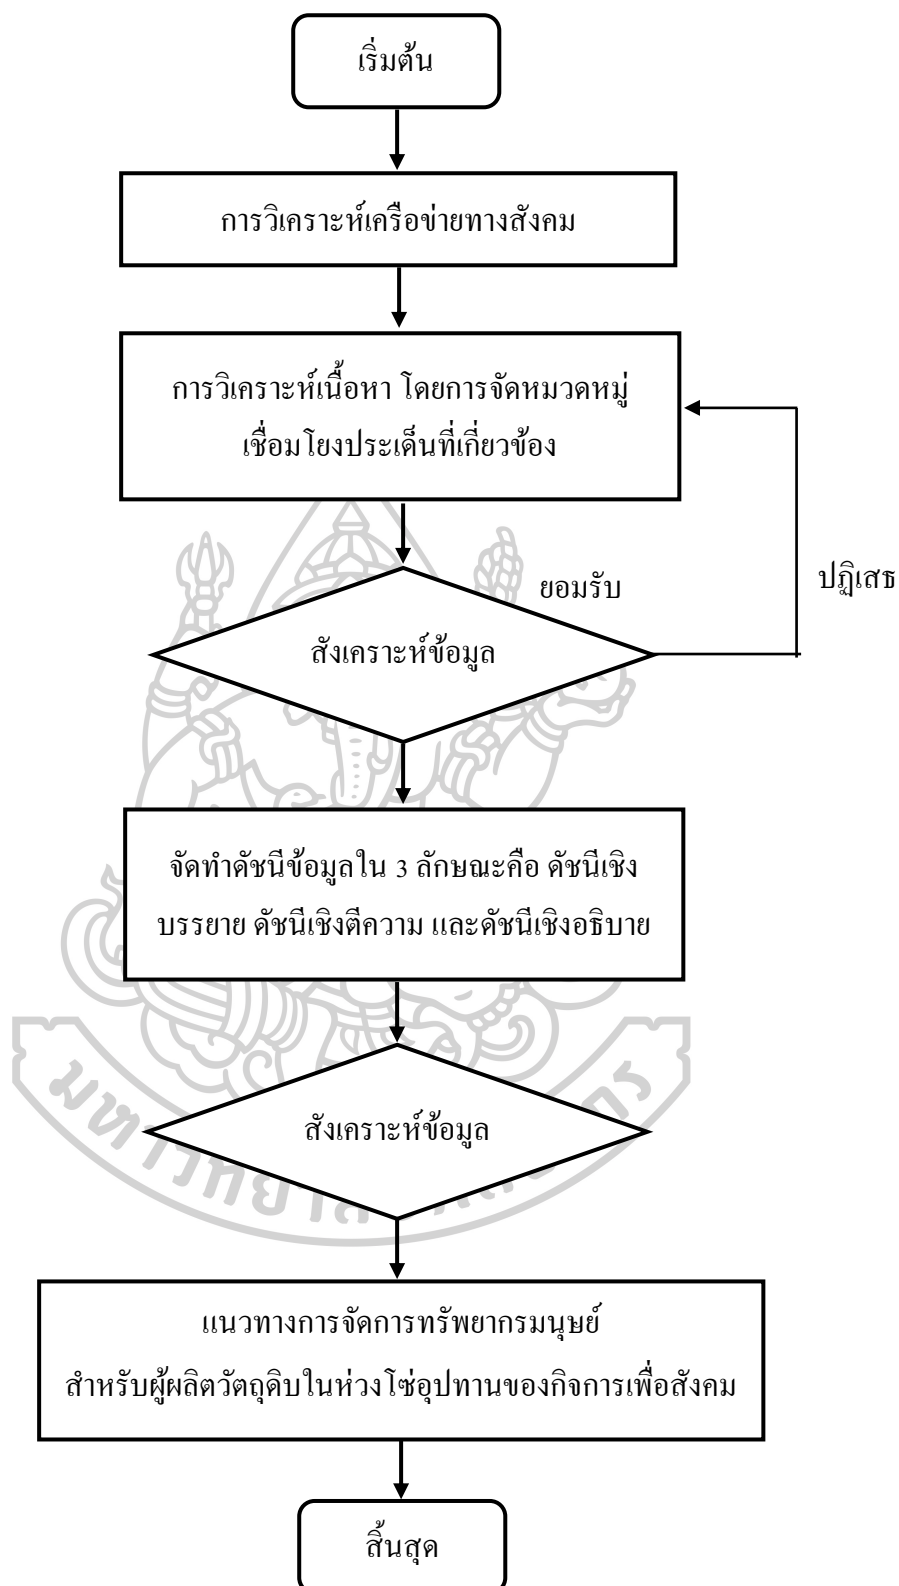 เริ่มต้น
การวิเคราะห์เครือข่ายทางสังคม
การวิเคราะห์เนื้อหา โดยการจัดหมวดหมู่
เชื่อมโยงประเด็นที่เกี่ยวข้อง
ยอมรับ
ปฏิเสธ
สังเคราะห์ข้อมูล
จัดทำดัชนีข้อมูลใน 3 ลักษณะคือ ดัชนีเชิง
บรรยาย ดัชนีเชิงตีความ และดัชนีเชิงอธิบาย
สังเคราะห์ข้อมูล
แนวทางการจัดการทรัพยากรมนุษย์
สำหรับผู้ผลิตวัตถุดิบในห่วงโซ่อุปทานของกิจการเพื่อสังคม
สิ้นสุด